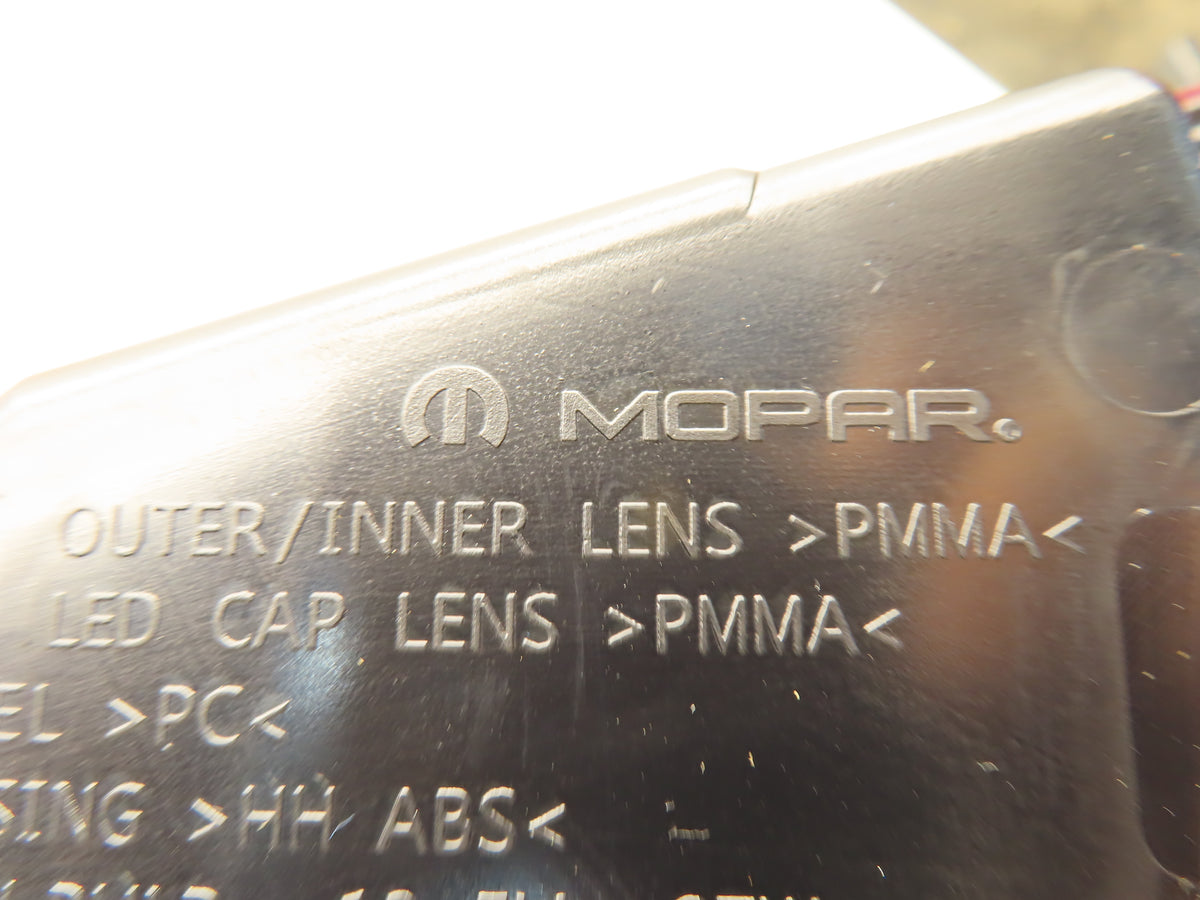 MOPAR®
OUTER/INNER LENS >PMMA<
LED CAP LENS >PMMA<
EL >PC<
SING >HH ABS<